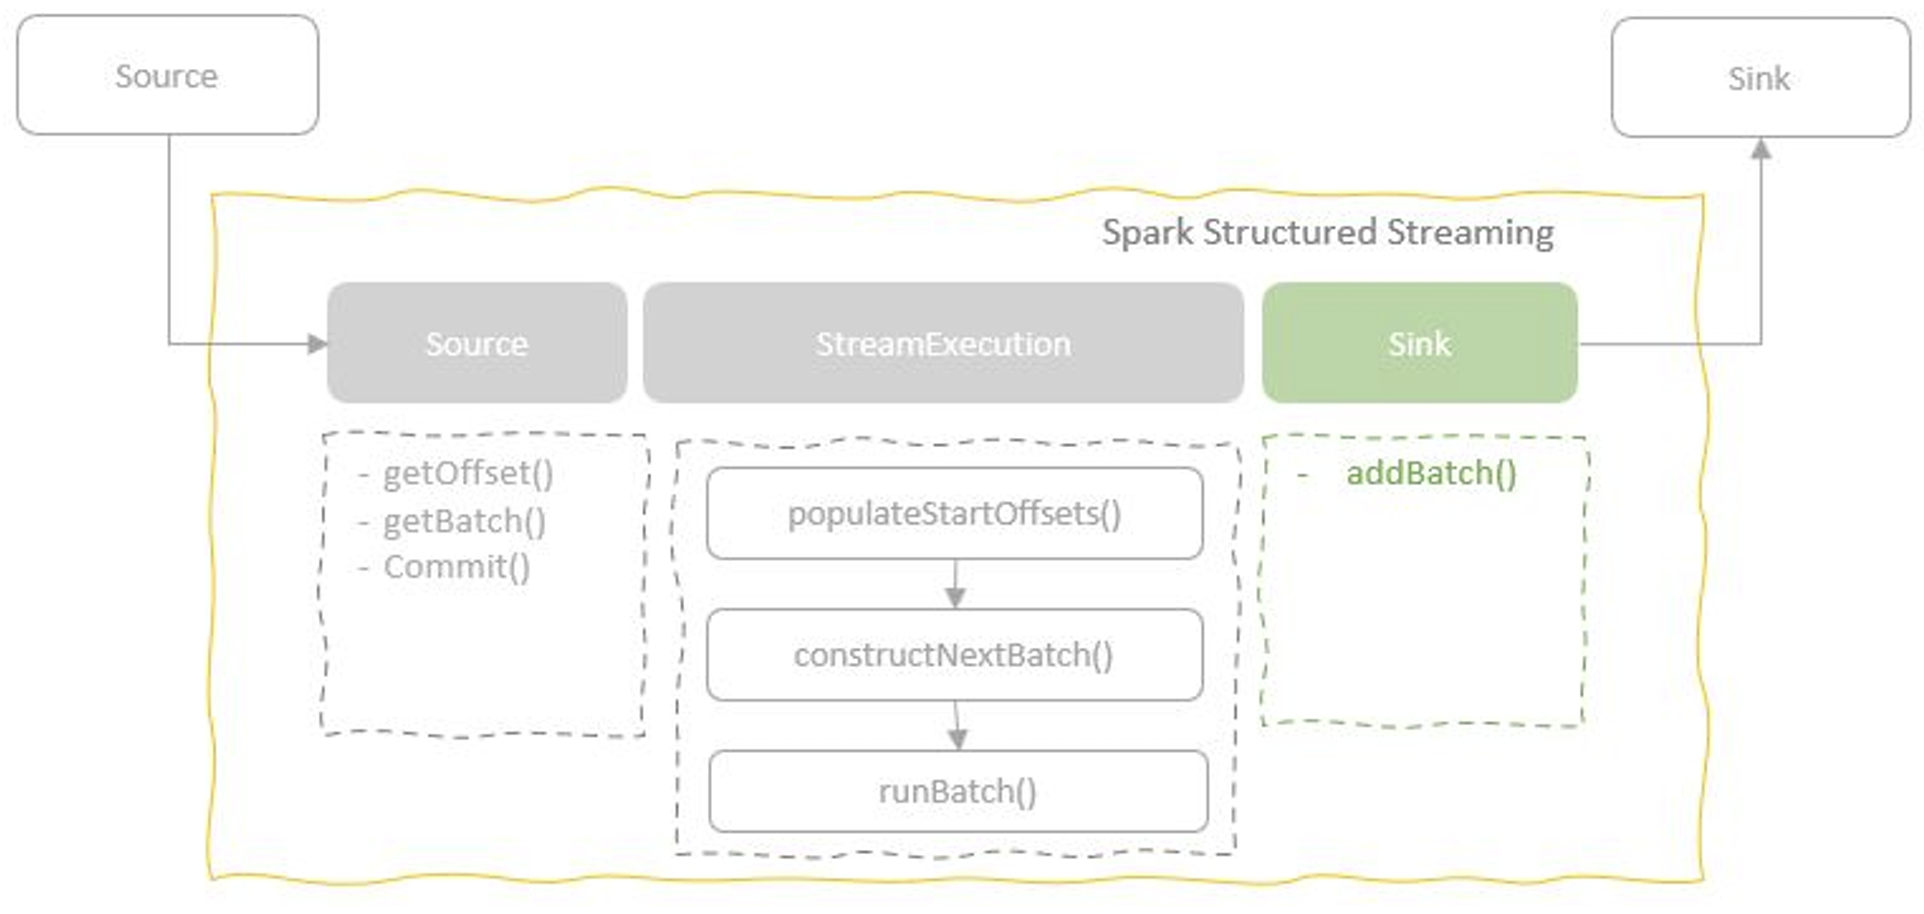 Source
Sink
Spark Structured Streaming
Source
StreamExecution
Sink
- getOffset()
- getBatch()
- Commit()
populateStartOffsets()
constructNextBatch()
runBatch()
- addBatch()